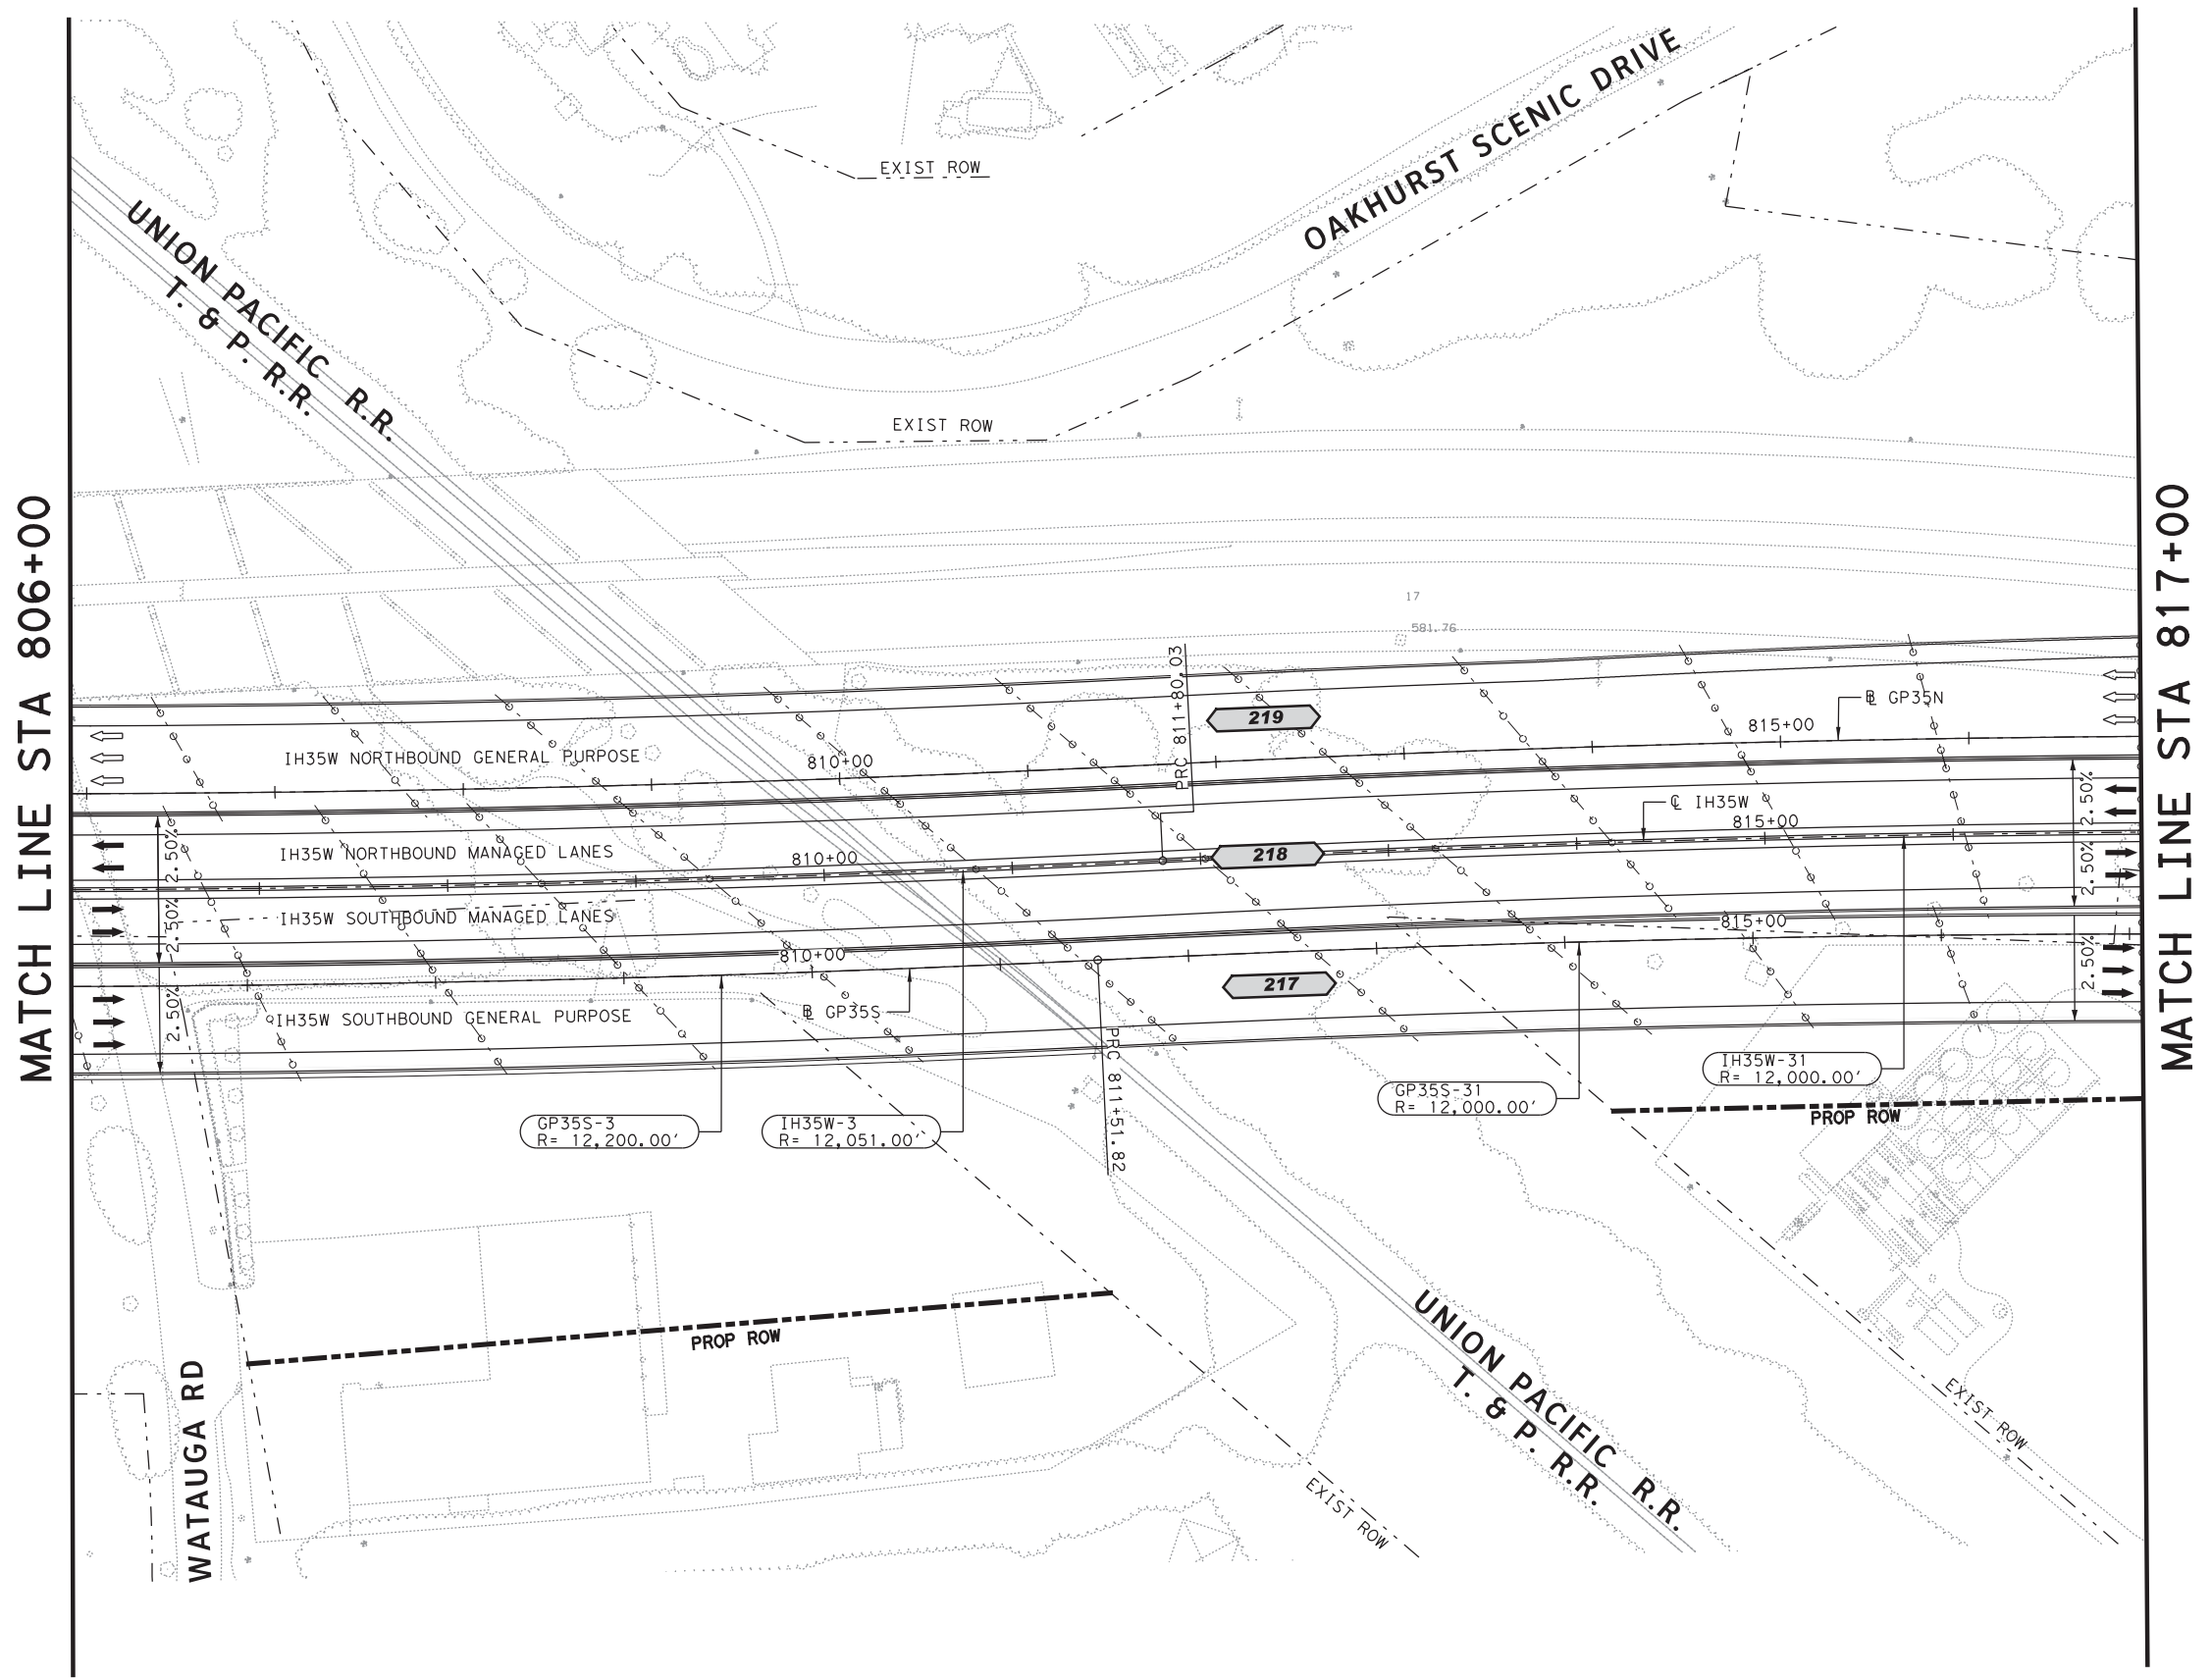 EXIST ROW
OAKHURST SCENIC DRIVE
UNION PACIFIC R.R.
T. & P. R.R.
EXIST ROW
MATCH LINE STA 806+00
MATCH LINE STA 817+00
17
581.76
PRC 811+80.03
℄ GP35N
219
815+00
IH35W NORTHBOUND GENERAL PURPOSE
810+00
2.50%
℄ IH35W
815+00
2.50%
IH35W NORTHBOUND MANAGED LANES
810+00
218
2.50%
IH35W SOUTHBOUND MANAGED LANES
2.50%
815+00
810+00
2.50%
217
2.50%
IH35W SOUTHBOUND GENERAL PURPOSE
B̲L GP35S
PRC 811+51.82
IH35W-31
R= 12,000.00'
GP35S-31
R= 12,000.00'
PROP ROW
GP35S-3
R= 12,200.00'
IH35W-3
R= 12,051.00'
PROP ROW
UNION PACIFIC R.R.
T. & P. R.R.
EXIST ROW
WATAUGA RD
EXIST ROW